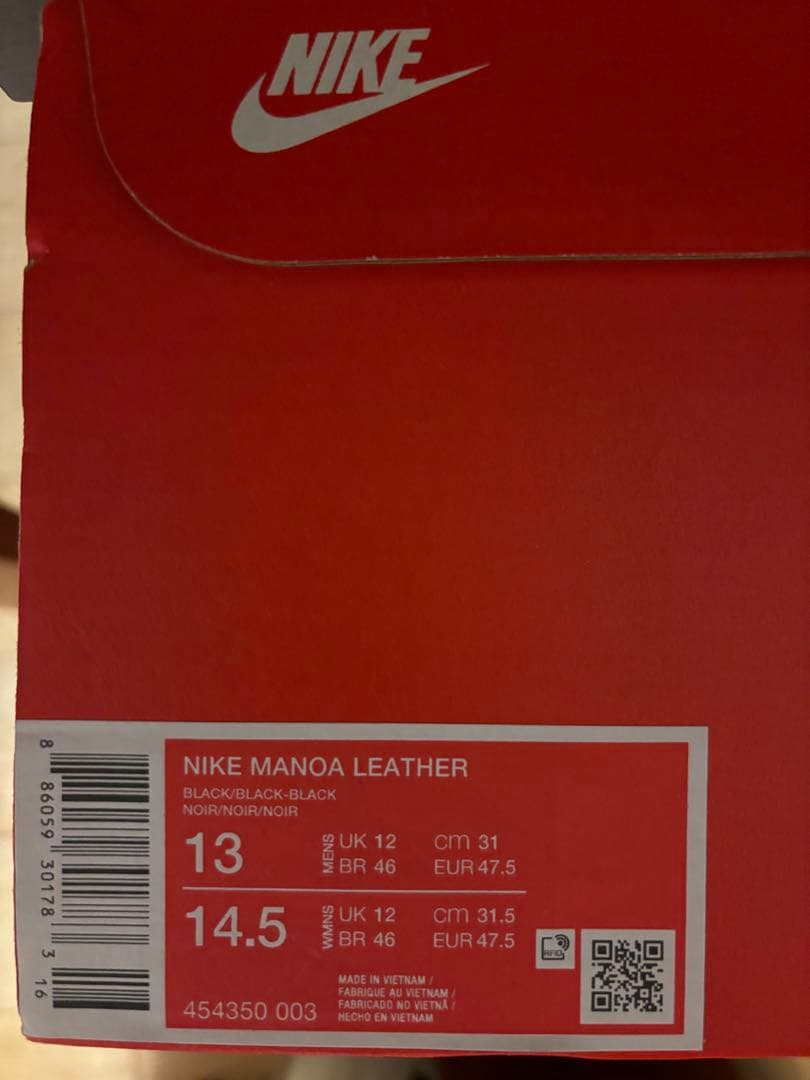 NIKE
NIKE MANOA LEATHER
BLACK/BLACK-BLACK
NOIR/NOIR/NOIR
13 MENS UK 12 cm 31
BR 46 EUR 47.5
14.5 WMNS UK 12 cm 31.5
BR 46 EUR 47.5
RFID
MADE IN VIETNAM /
FABRIQUE AU VIETNAM /
FABRICADO NO VIETNÃ /
HECHO EN VIETNAM
454350 003
8 86059 30178 3 16